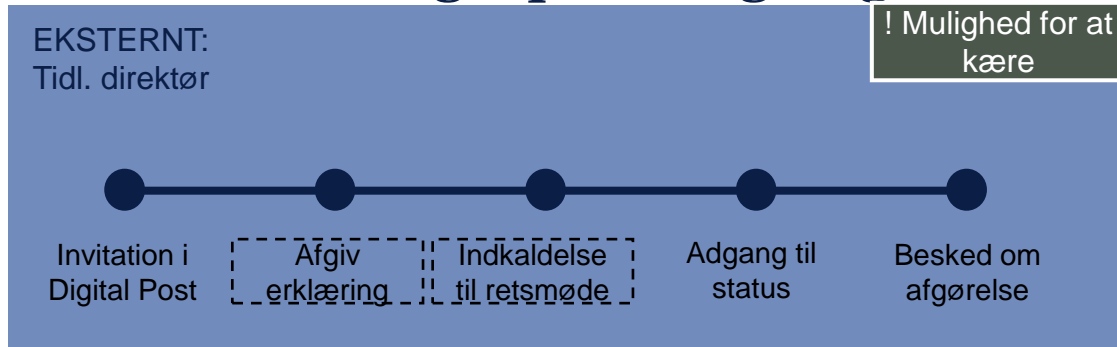 EKSTERNT:
Tidl. direktør
! Mulighed for at
kære
Invitation i
Digital Post
Afgiv
erklæring
Indkaldelse
til retsmøde
Adgang til
status
Besked om
afgørelse